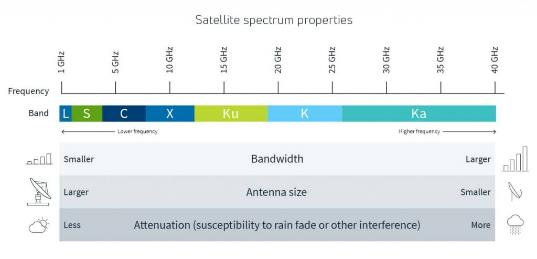 Satellite spectrum properties
1 GHz 5 GHz 10 GHz 15 GHz 20 GHz 25 GHz 30 GHz 35 GHz 40 GHz
Frequency
Band L S C X Ku K Ka
Lower frequency Higher frequency
Smaller Bandwidth Larger
Larger Antenna size Smaller
Less Attenuation (susceptibility to rain fade or other interference) More